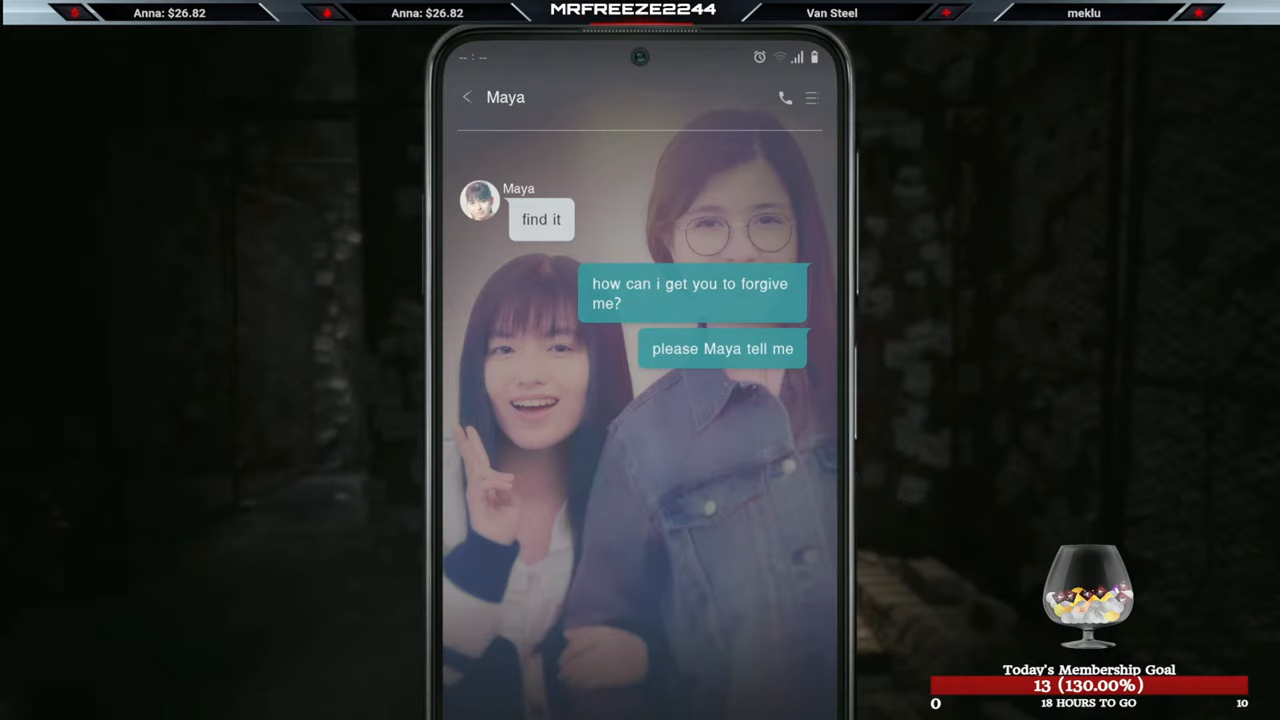 Anna: $26.82
Anna: $26.82
MRFREEZE2244
Van Steel
meklu
-- : --
Maya
Maya
find it
how can i get you to forgive
me?
please Maya tell me
Today's Membership Goal
13 (130.00%)
0
18 HOURS TO GO
10